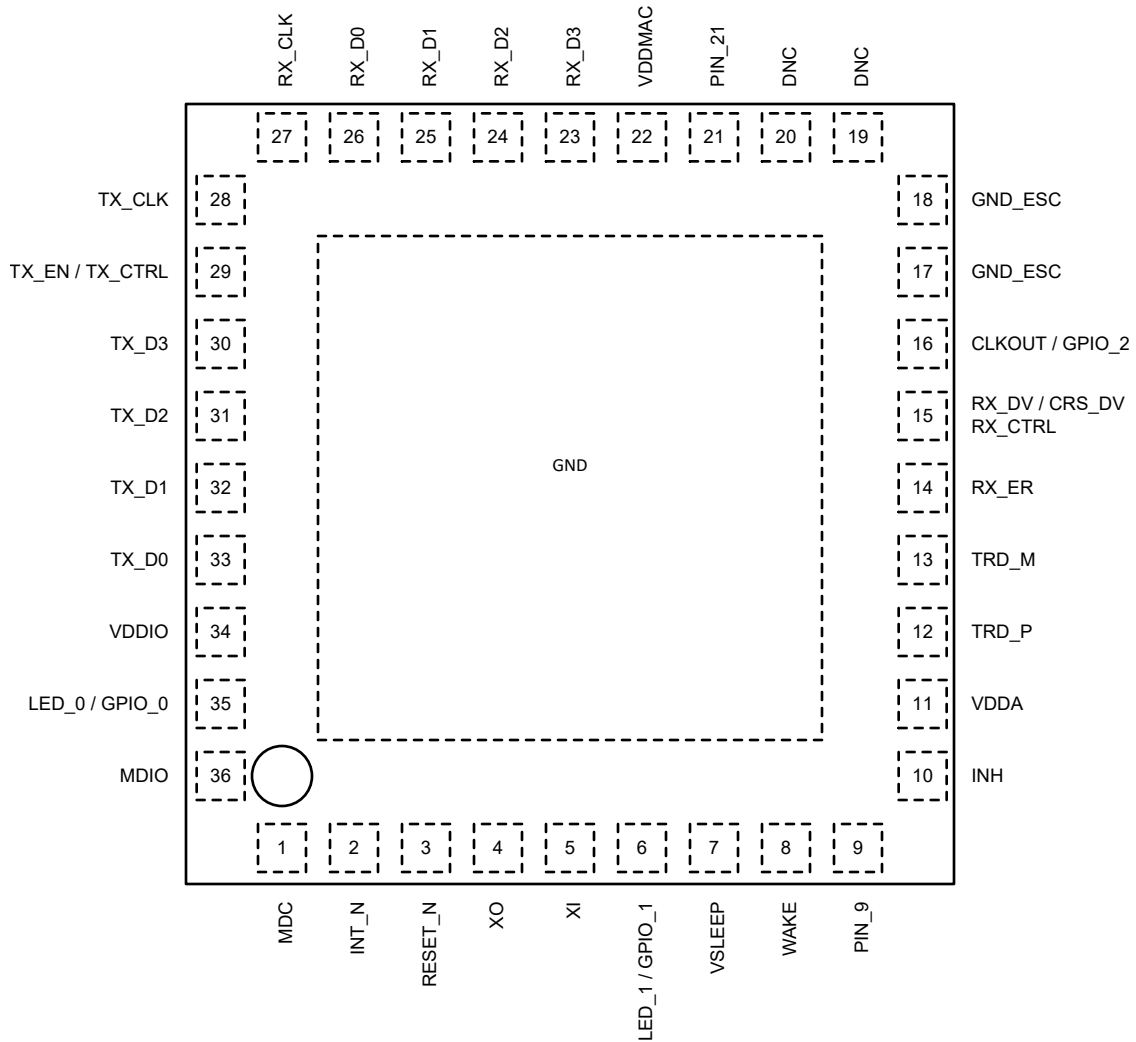 RX_CLK
RX_D0
RX_D1
RX_D2
RX_D3
VDDMAC
PIN_21
DNC
DNC
27
26
25
24
23
22
21
20
19
TX_CLK
28
18
GND_ESC
TX_EN / TX_CTRL
29
17
GND_ESC
TX_D3
30
16
CLKOUT / GPIO_2
TX_D2
31
15
RX_DV / CRS_DV
RX_CTRL
GND
TX_D1
32
14
RX_ER
TX_D0
33
13
TRD_M
VDDIO
34
12
TRD_P
LED_0 / GPIO_0
35
11
VDDA
MDIO
36
10
INH
1
2
3
4
5
6
7
8
9
MDC
INT_N
RESET_N
XO
XI
LED_1 / GPIO_1
VSLEEP
WAKE
PIN_9